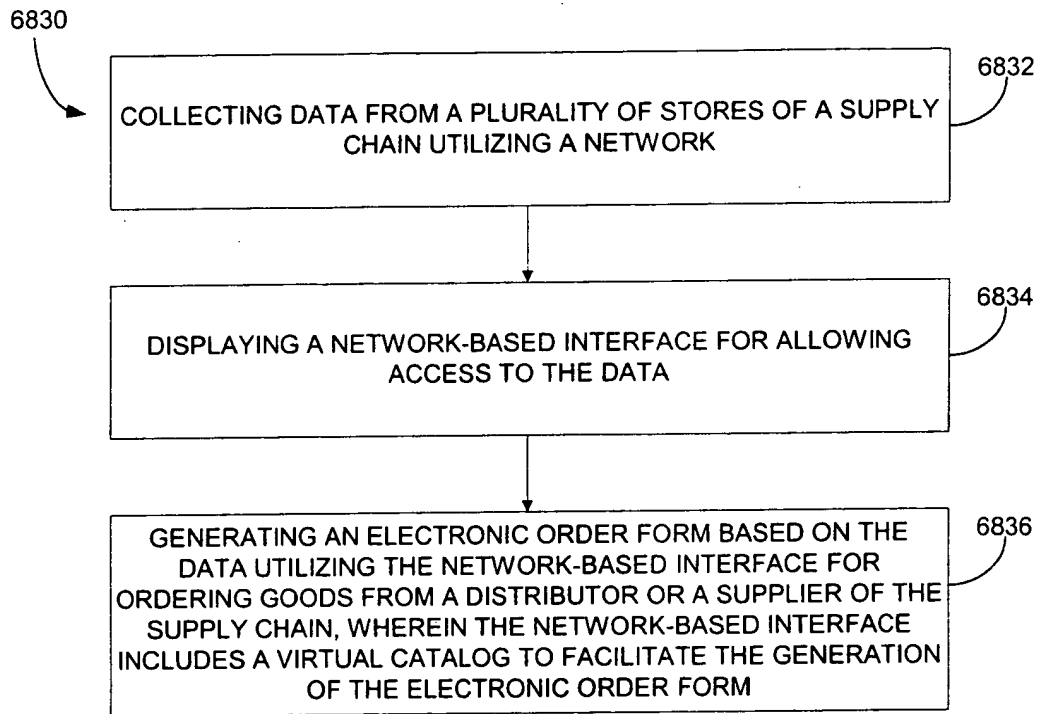 6830
6832
COLLECTING DATA FROM A PLURALITY OF STORES OF A SUPPLY
CHAIN UTILIZING A NETWORK
6834
DISPLAYING A NETWORK-BASED INTERFACE FOR ALLOWING
ACCESS TO THE DATA
6836
GENERATING AN ELECTRONIC ORDER FORM BASED ON THE
DATA UTILIZING THE NETWORK-BASED INTERFACE FOR
ORDERING GOODS FROM A DISTRIBUTOR OR A SUPPLIER OF THE
SUPPLY CHAIN, WHEREIN THE NETWORK-BASED INTERFACE
INCLUDES A VIRTUAL CATALOG TO FACILITATE THE GENERATION
OF THE ELECTRONIC ORDER FORM